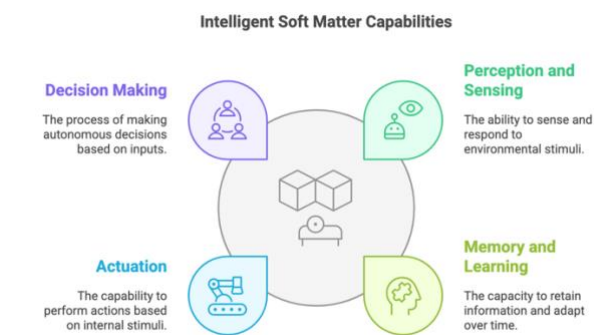 Intelligent Soft Matter Capabilities
Decision Making
The process of making
autonomous decisions
based on inputs.
Perception and
Sensing
The ability to sense and
respond to
environmental stimuli.
Actuation
The capability to
perform actions based
on internal stimuli.
Memory and
Learning
The capacity to retain
information and adapt
over time.